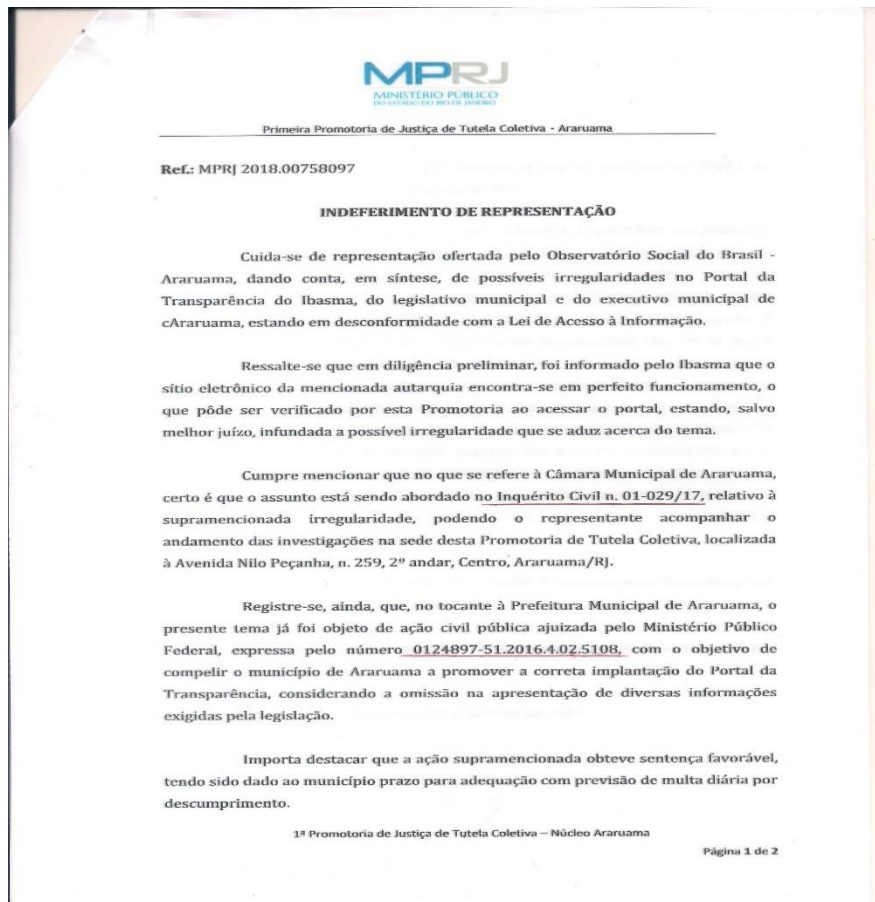 MPRJ
MINISTÉRIO PÚBLICO
DO ESTADO DO RIO DE JANEIRO
Primeira Promotoria de Justiça de Tutela Coletiva - Araruama
Ref.: MPRJ 2018.00758097
INDEFERIMENTO DE REPRESENTAÇÃO
Cuida-se de representação ofertada pelo Observatório Social do Brasil -
Araruama, dando conta, em síntese, de possíveis irregularidades no Portal da
Transparência do Ibasma, do legislativo municipal e do executivo municipal de
cAraruama, estando em desconformidade com a Lei de Acesso à Informação.
Ressalte-se que em diligência preliminar, foi informado pelo Ibasma que o
sítio eletrônico da mencionada autarquia encontra-se em perfeito funcionamento, o
que pôde ser verificado por esta Promotoria ao acessar o portal, estando, salvo
melhor juízo, infundada a possível irregularidade que se aduz acerca do tema.
Cumpre mencionar que no que se refere à Câmara Municipal de Araruama,
certo é que o assunto está sendo abordado no Inquérito Civil n. 01-029/17, relativo à
supramencionada irregularidade, podendo o representante acompanhar o
andamento das investigações na sede desta Promotoria de Tutela Coletiva, localizada
à Avenida Nilo Peçanha, n. 259, 2º andar, Centro, Araruama/RJ.
Registre-se, ainda, que, no tocante à Prefeitura Municipal de Araruama, o
presente tema já foi objeto de ação civil pública ajuizada pelo Ministério Público
Federal, expressa pelo número 0124897-51.2016.4.02.5108, com o objetivo de
compelir o município de Araruama a promover a correta implantação do Portal da
Transparência, considerando a omissão na apresentação de diversas informações
exigidas pela legislação.
Importa destacar que a ação supramencionada obteve sentença favorável,
tendo sido dado ao município prazo para adequação com previsão de multa diária por
descumprimento.
1ª Promotoria de Justiça de Tutela Coletiva – Núcleo Araruama
Página 1 de 2